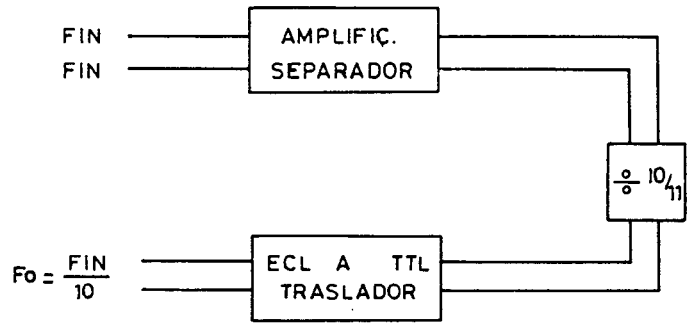 FIN
FIN
AMPLIFIÇ.
SEPARADOR
÷ 10/11
Fo = FIN/10
ECL A TTL
TRASLADOR